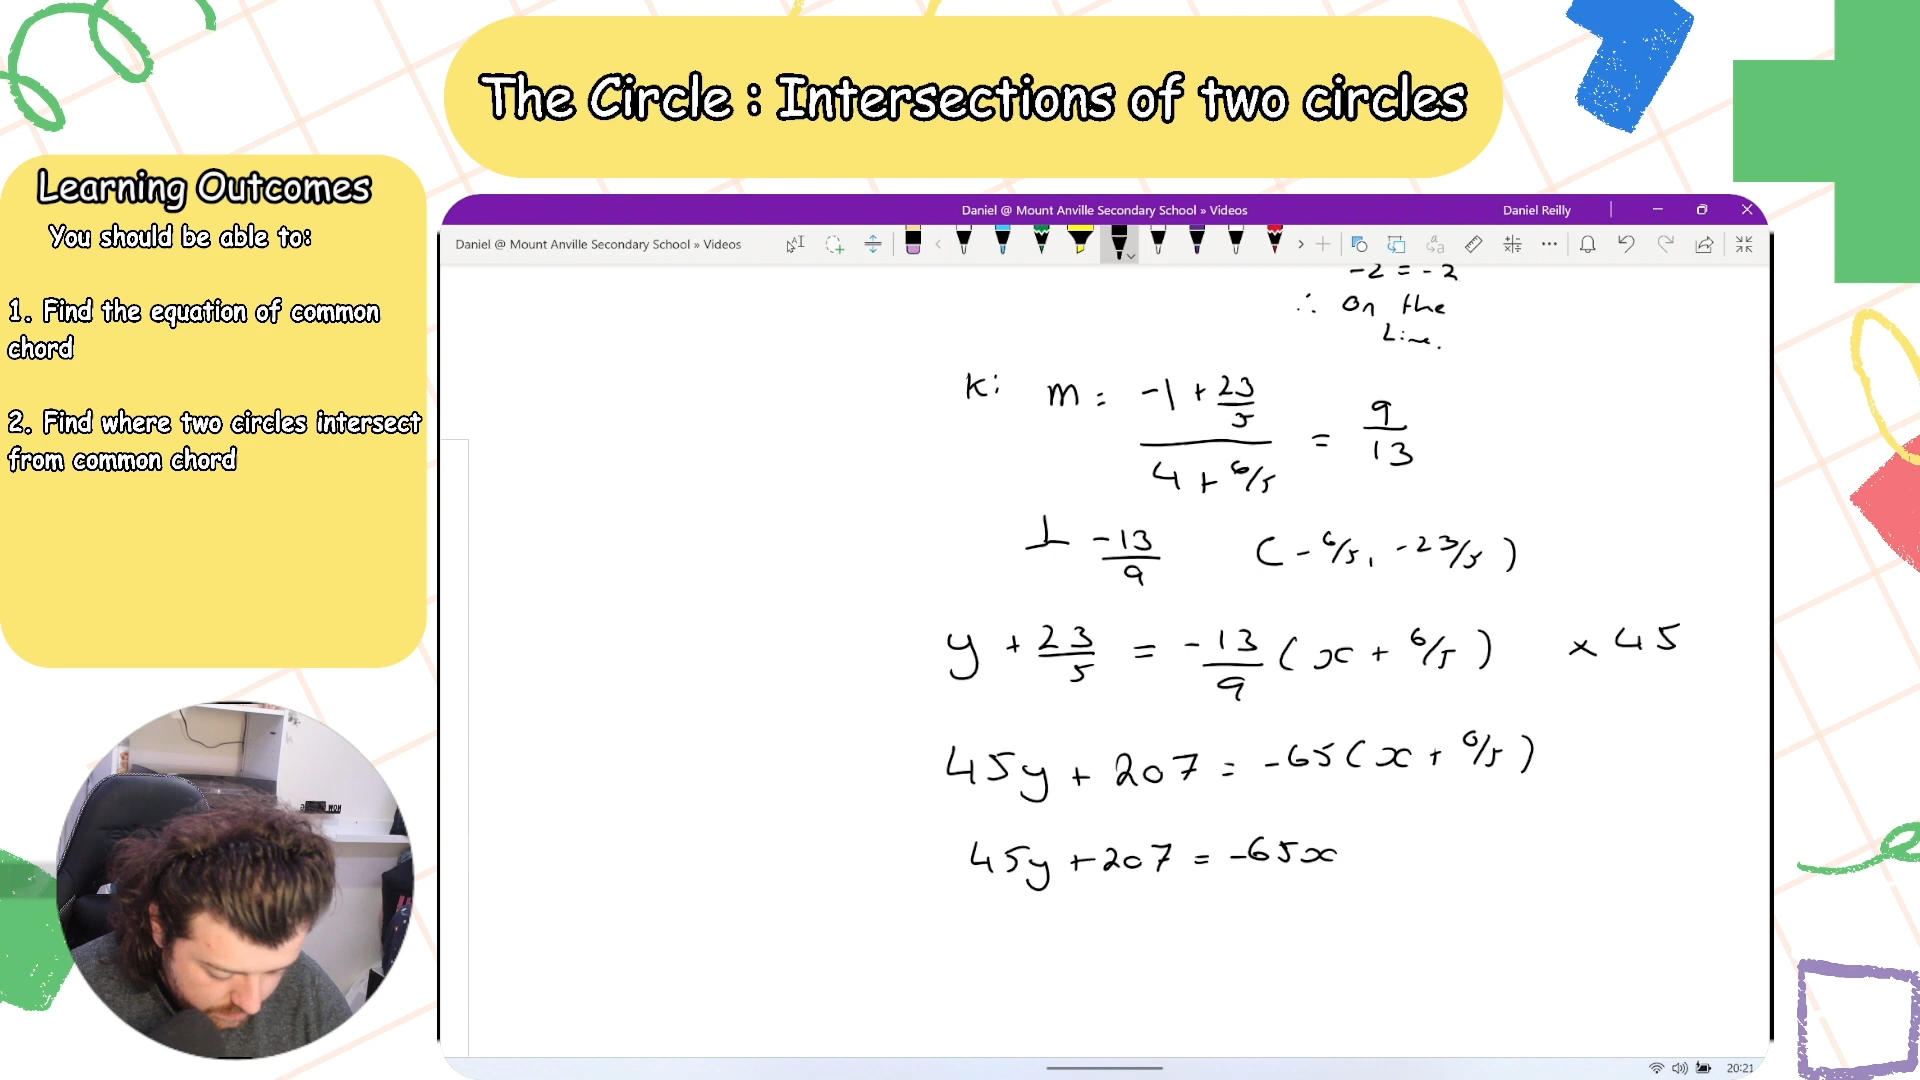 The Circle : Intersections of two circles
Learning Outcomes
You should be able to:
1. Find the equation of common
chord
2. Find where two circles intersect
from common chord
Daniel @ Mount Anville Secondary School » Videos
Daniel Reilly
Daniel @ Mount Anville Secondary School » Videos
-2 = -2
∴ On the
Line.
K: m = (-1 + 23/5) / (4 + 6/5) = 9/13
⊥ -13/9 (-6/5, -23/5)
y + 23/5 = -13/9 (x + 6/5) × 45
45y + 207 = -65(x + 6/5)
45y + 207 = -65x
20:21